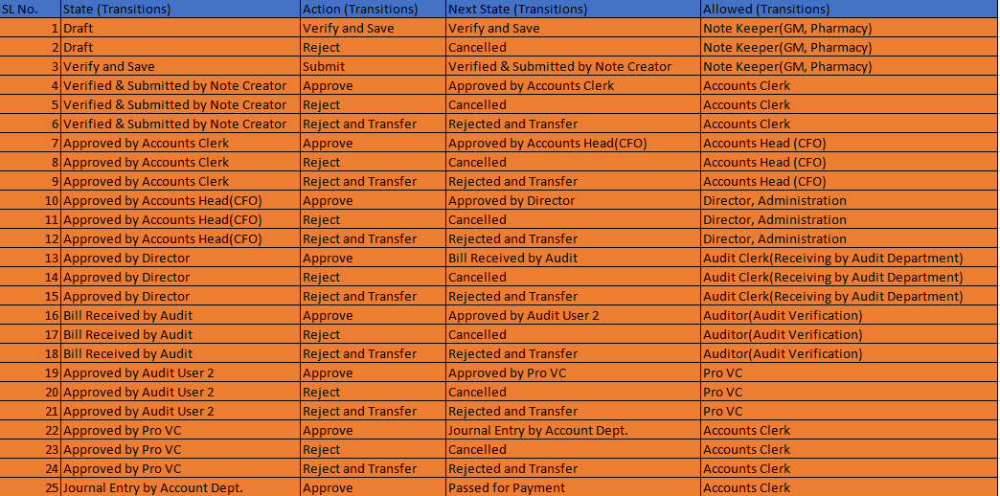 SL No. State (Transitions) Action (Transitions) Next State (Transitions) Allowed (Transitions)
1 Draft Verify and Save Verify and Save Note Keeper(GM, Pharmacy)
2 Draft Reject Cancelled Note Keeper(GM, Pharmacy)
3 Verify and Save Submit Verified & Submitted by Note Creator Note Keeper(GM, Pharmacy)
4 Verified & Submitted by Note Creator Approve Approved by Accounts Clerk Accounts Clerk
5 Verified & Submitted by Note Creator Reject Cancelled Accounts Clerk
6 Verified & Submitted by Note Creator Reject and Transfer Rejected and Transfer Accounts Clerk
7 Approved by Accounts Clerk Approve Approved by Accounts Head(CFO) Accounts Head (CFO)
8 Approved by Accounts Clerk Reject Cancelled Accounts Head (CFO)
9 Approved by Accounts Clerk Reject and Transfer Rejected and Transfer Accounts Head (CFO)
10 Approved by Accounts Head(CFO) Approve Approved by Director Director, Administration
11 Approved by Accounts Head(CFO) Reject Cancelled Director, Administration
12 Approved by Accounts Head(CFO) Reject and Transfer Rejected and Transfer Director, Administration
13 Approved by Director Approve Bill Received by Audit Audit Clerk(Receiving by Audit Department)
14 Approved by Director Reject Cancelled Audit Clerk(Receiving by Audit Department)
15 Approved by Director Reject and Transfer Rejected and Transfer Audit Clerk(Receiving by Audit Department)
16 Bill Received by Audit Approve Approved by Audit User 2 Auditor(Audit Verification)
17 Bill Received by Audit Reject Cancelled Auditor(Audit Verification)
18 Bill Received by Audit Reject and Transfer Rejected and Transfer Auditor(Audit Verification)
19 Approved by Audit User 2 Approve Approved by Pro VC Pro VC
20 Approved by Audit User 2 Reject Cancelled Pro VC
21 Approved by Audit User 2 Reject and Transfer Rejected and Transfer Pro VC
22 Approved by Pro VC Approve Journal Entry by Account Dept. Accounts Clerk
23 Approved by Pro VC Reject Cancelled Accounts Clerk
24 Approved by Pro VC Reject and Transfer Rejected and Transfer Accounts Clerk
25 Journal Entry by Account Dept. Approve Passed for Payment Accounts Clerk